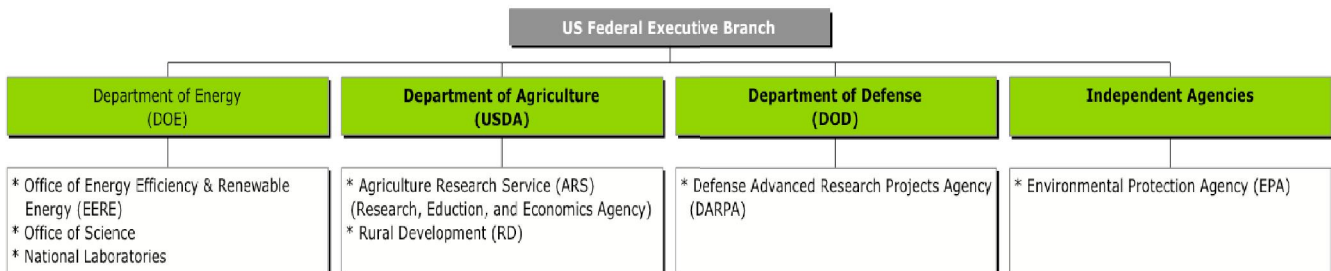 US Federal Executive Branch
Department of Energy
(DOE)
Department of Agriculture
(USDA)
Department of Defense
(DOD)
Independent Agencies
* Office of Energy Efficiency & Renewable
Energy (EERE)
* Office of Science
* National Laboratories
* Agriculture Research Service (ARS)
(Research, Eduction, and Economics Agency)
* Rural Development (RD)
* Defense Advanced Research Projects Agency
(DARPA)
* Environmental Protection Agency (EPA)